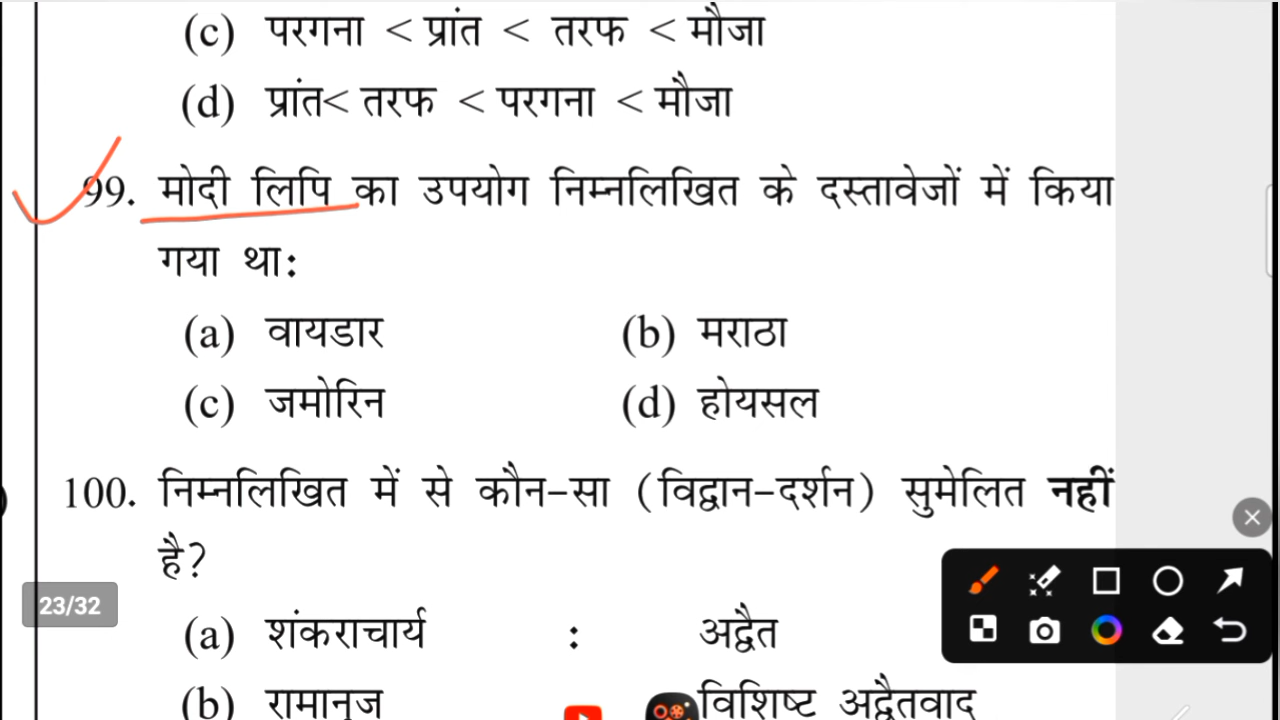 (c) परगना < प्रांत < तरफ < मौजा
(d) प्रांत< तरफ < परगना < मौजा
99. मोदी लिपि का उपयोग निम्नलिखित के दस्तावेजों में किया
गया था:
(a) वायडार (b) मराठा
(c) जमोरिन (d) होयसल
100. निम्नलिखित में से कौन-सा (विद्वान-दर्शन) सुमेलित नहीं
है?
23/32
(a) शंकराचार्य : अद्वैत
(b) रामानुज विशिष्ट अद्वैतवाद